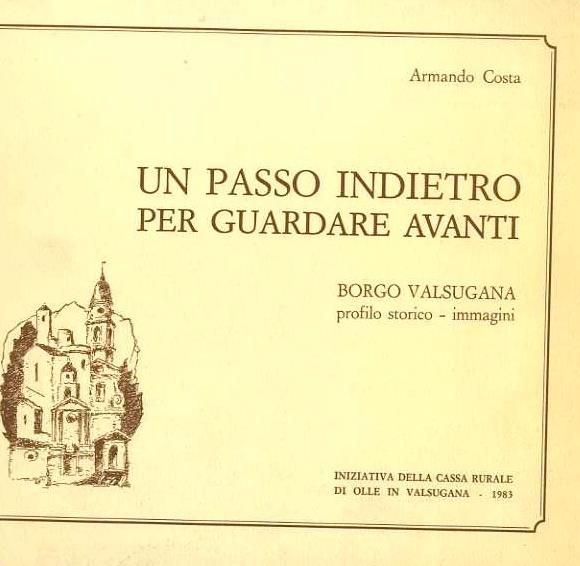 Armando Costa
UN PASSO INDIETRO
PER GUARDARE AVANTI
BORGO VALSUGANA
profilo storico - immagini
INIZIATIVA DELLA CASSA RURALE
DI OLLE IN VALSUGANA - 1983